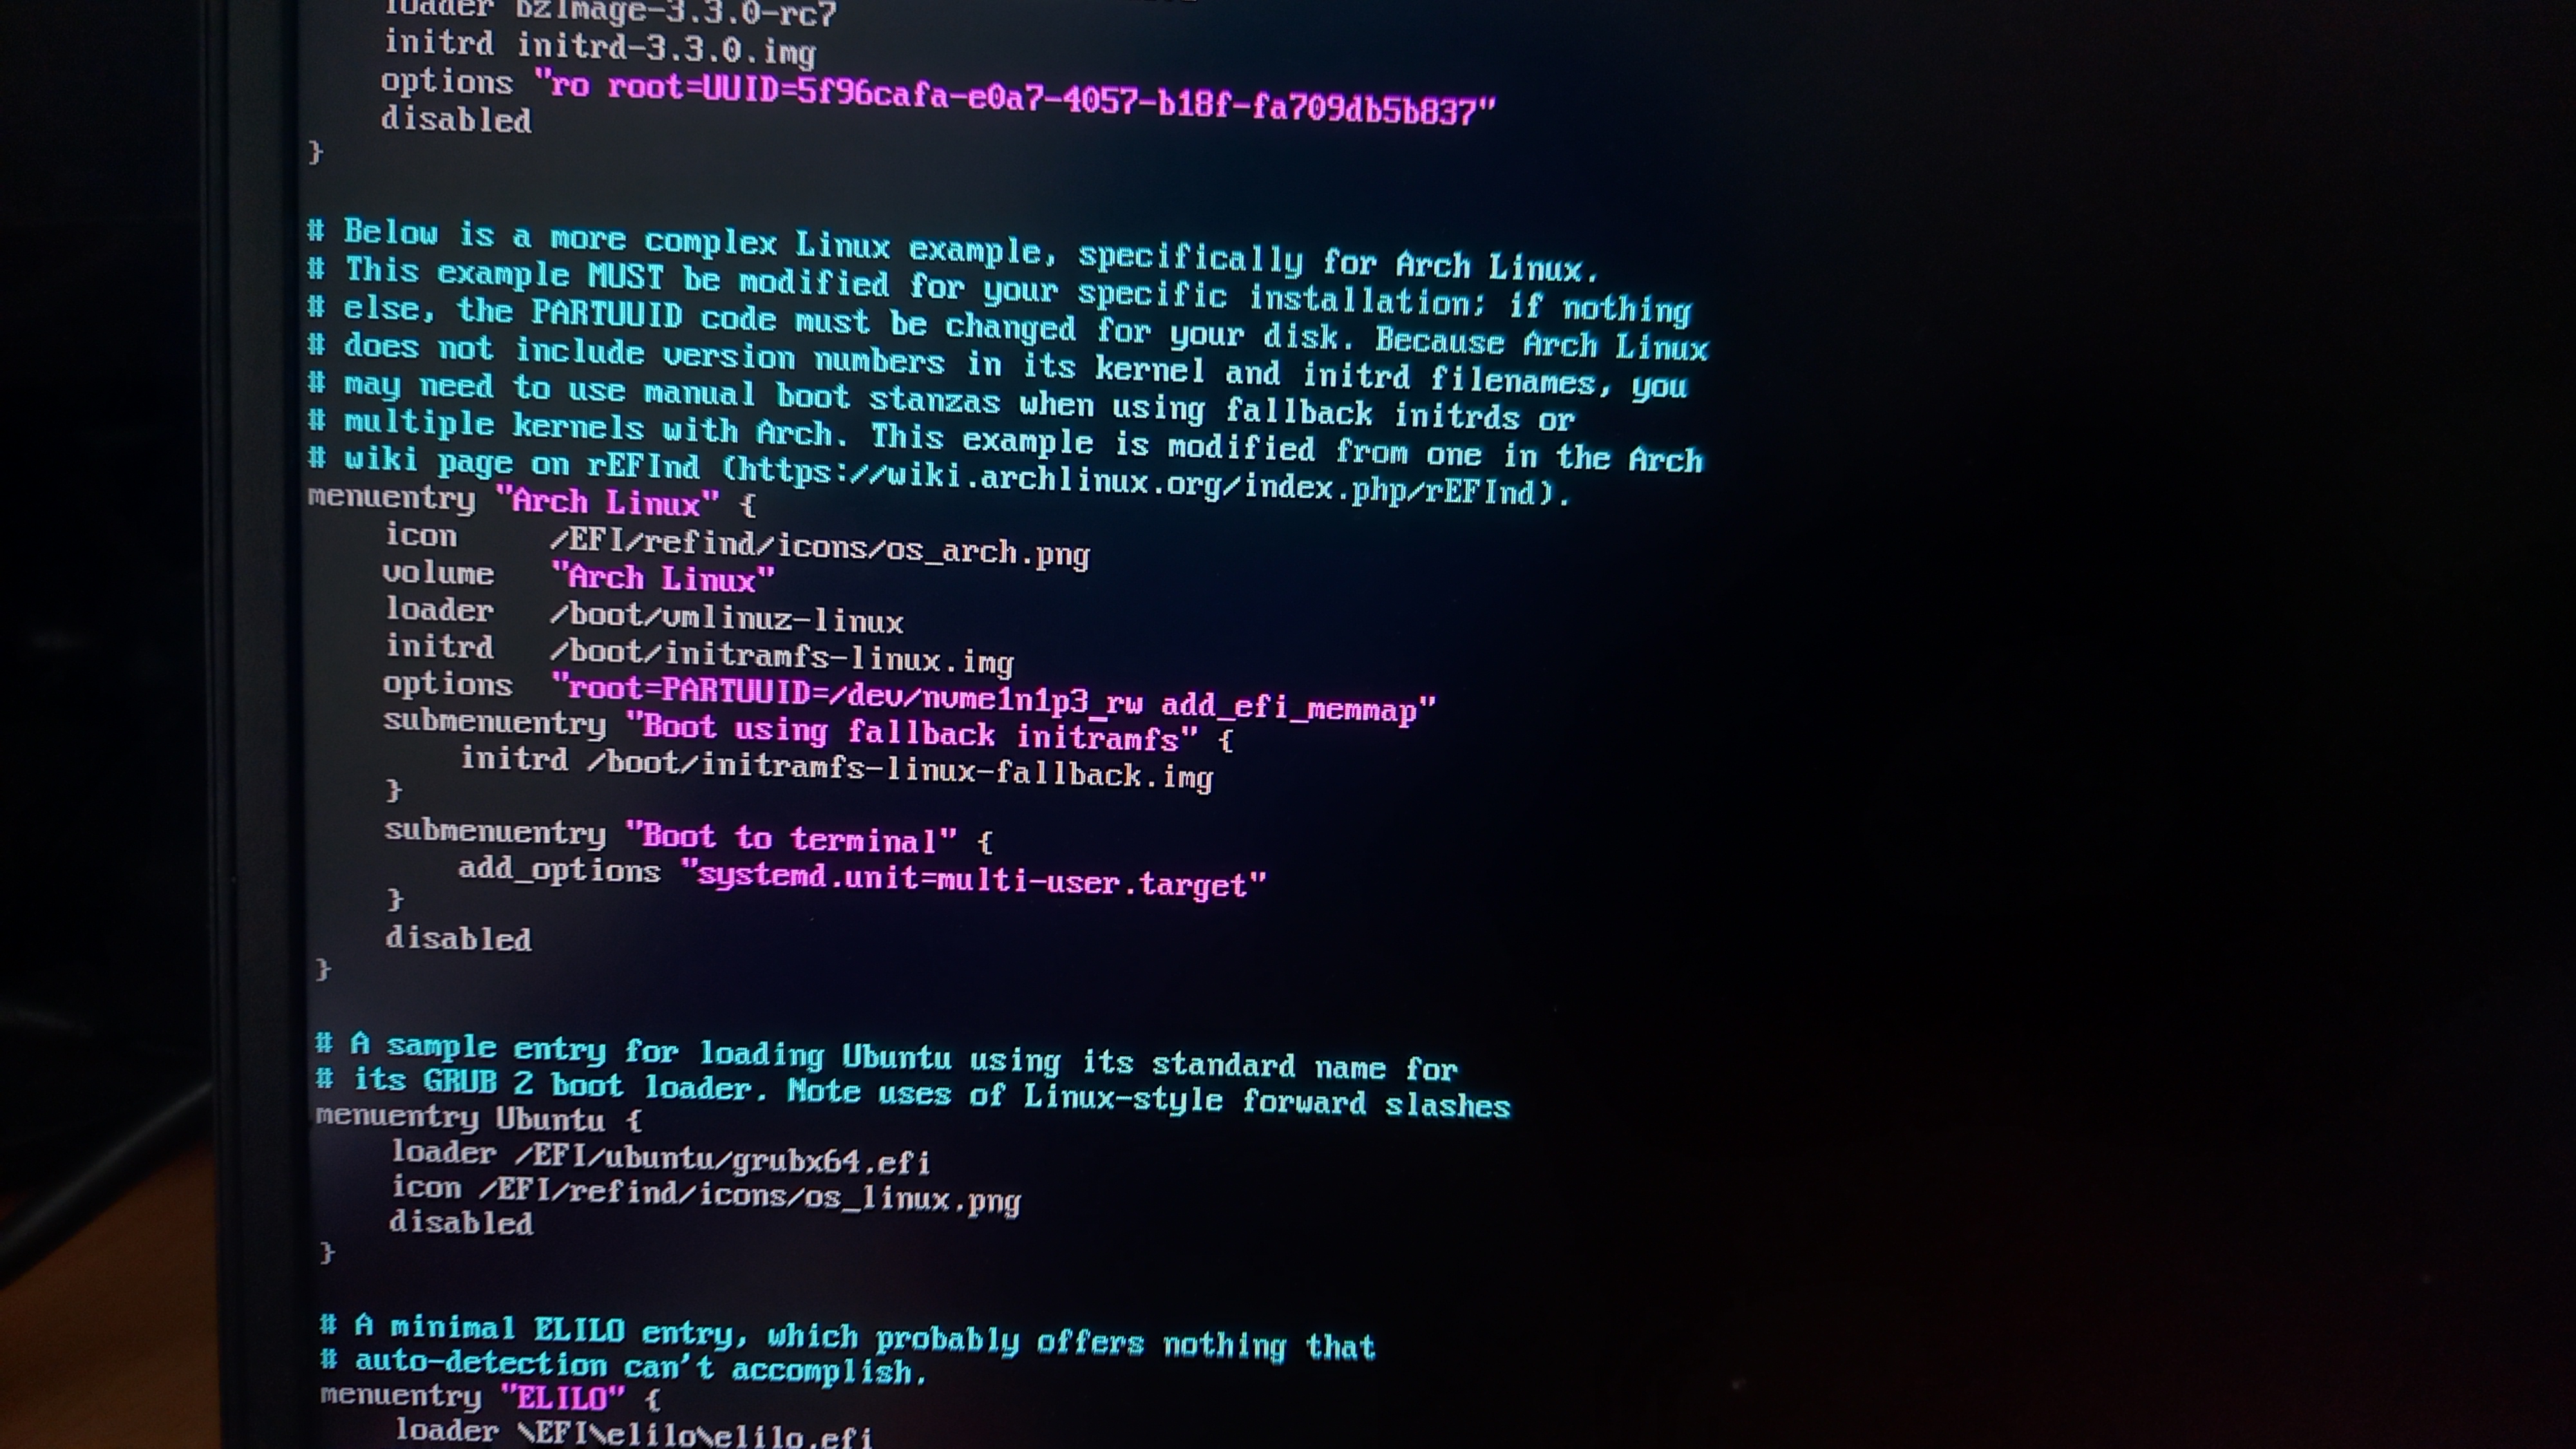 loader bzImage-3.3.0-rc7
initrd initrd-3.3.0.img
options "ro root=UUID=5f96cafa-e0a7-4057-b18f-fa709db5b837"
disabled
}
# Below is a more complex Linux example, specifically for Arch Linux.
# This example MUST be modified for your specific installation; if nothing
# else, the PARTUUID code must be changed for your disk. Because Arch Linux
# does not include version numbers in its kernel and initrd filenames, you
# may need to use manual boot stanzas when using fallback initrds or
# multiple kernels with Arch. This example is modified from one in the Arch
# wiki page on rEFInd (https://wiki.archlinux.org/index.php/rEFInd).
menuentry "Arch Linux" {
icon /EFI/refind/icons/os_arch.png
volume "Arch Linux"
loader /boot/vmlinuz-linux
initrd /boot/initramfs-linux.img
options "root=PARTUUID=/dev/nvme1n1p3_rw add_efi_memmap"
submenuentry "Boot using fallback initramfs" {
initrd /boot/initramfs-linux-fallback.img
}
submenuentry "Boot to terminal" {
add_options "systemd.unit=multi-user.target"
}
disabled
}
# A sample entry for loading Ubuntu using its standard name for
# its GRUB 2 boot loader. Note uses of Linux-style forward slashes
menuentry Ubuntu {
loader /EFI/ubuntu/grubx64.efi
icon /EFI/refind/icons/os_linux.png
disabled
}
# A minimal ELILO entry, which probably offers nothing that
# auto-detection can't accomplish.
menuentry "ELILO" {
loader \EFI\elilo\elilo.efi